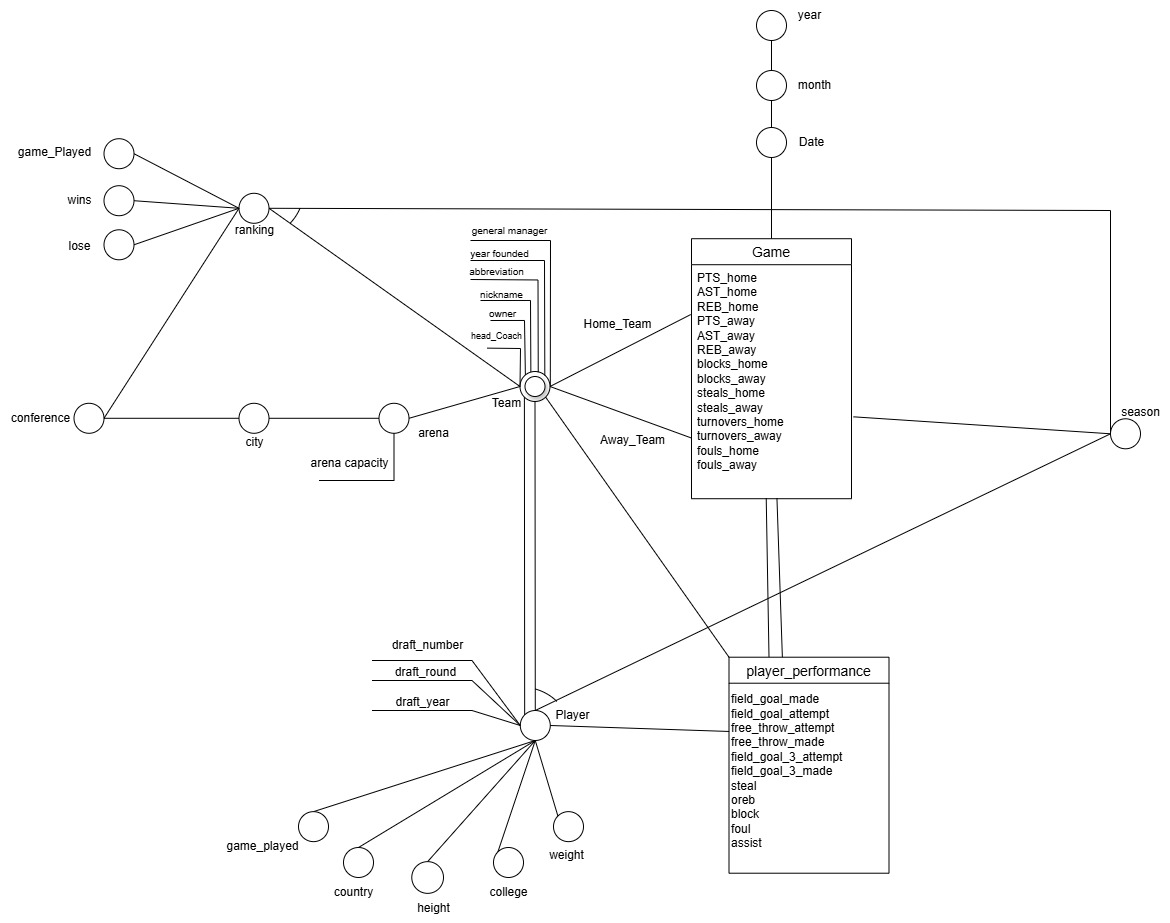 year
month
Date
game_Played
wins
lose
ranking
general manager
year founded
abbreviation
nickname
owner
head_Coach
Team
Home_Team
Away_Team
Game
PTS_home
AST_home
REB_home
PTS_away
AST_away
REB_away
blocks_home
blocks_away
steals_home
steals_away
turnovers_home
turnovers_away
fouls_home
fouls_away
season
conference
city
arena
arena capacity
draft_number
draft_round
draft_year
Player
player_performance
field_goal_made
field_goal_attempt
free_throw_attempt
free_throw_made
field_goal_3_attempt
field_goal_3_made
steal
oreb
block
foul
assist
game_played
country
height
college
weight